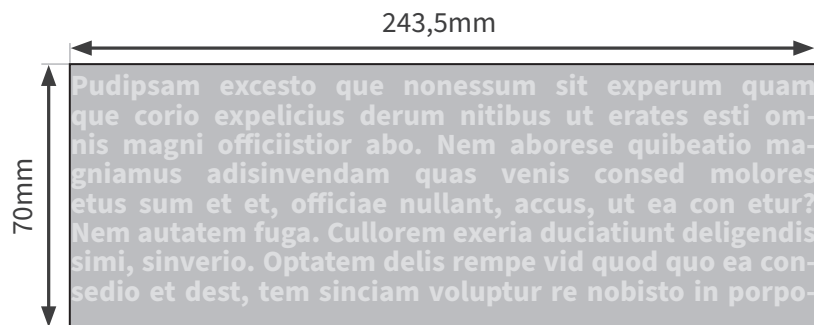 243,5mm
70mm
Pudipsam excesto que nonessum sit experum quam
que corio expelicius derum nitibus ut erates esti om-
nis magni officiistior abo. Nem aborese quibeatio ma-
gniamus adisinvendam quas venis consed molores
etus sum et et, officiae nullant, accus, ut ea con etur?
Nem autatem fuga. Cullorem exeria duciatiunt deligendis
simi, sinverio. Optatem delis rempe vid quod quo ea con-
sedio et dest, tem sinciam voluptur re nobisto in porpo-